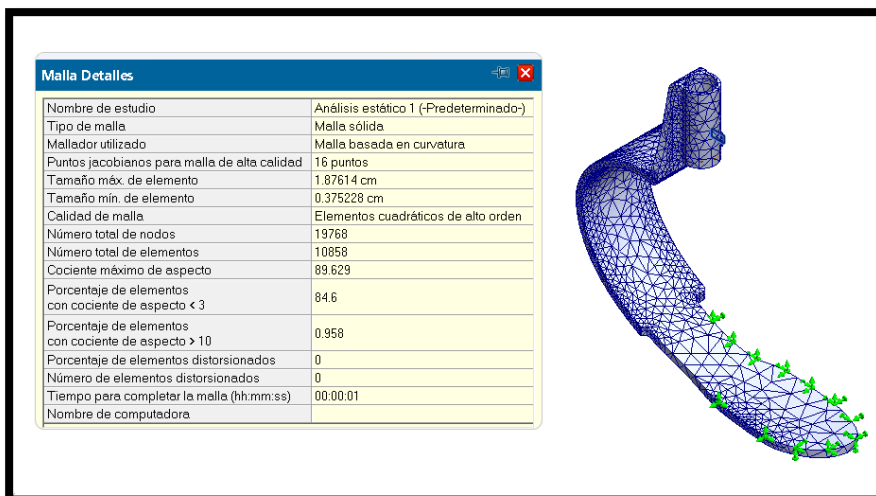 Malla Detalles
Nombre de estudio Análisis estático 1 (-Predeterminado-)
Tipo de malla Malla sólida
Mallador utilizado Malla basada en curvatura
Puntos jacobianos para malla de alta calidad 16 puntos
Tamaño máx. de elemento 1.87614 cm
Tamaño mín. de elemento 0.375228 cm
Calidad de malla Elementos cuadráticos de alto orden
Número total de nodos 19768
Número total de elementos 10858
Cociente máximo de aspecto 89.629
Porcentaje de elementos
con cociente de aspecto < 3 84.6
Porcentaje de elementos
con cociente de aspecto > 10 0.958
Porcentaje de elementos distorsionados 0
Número de elementos distorsionados 0
Tiempo para completar la malla (hh:mm:ss) 00:00:01
Nombre de computadora